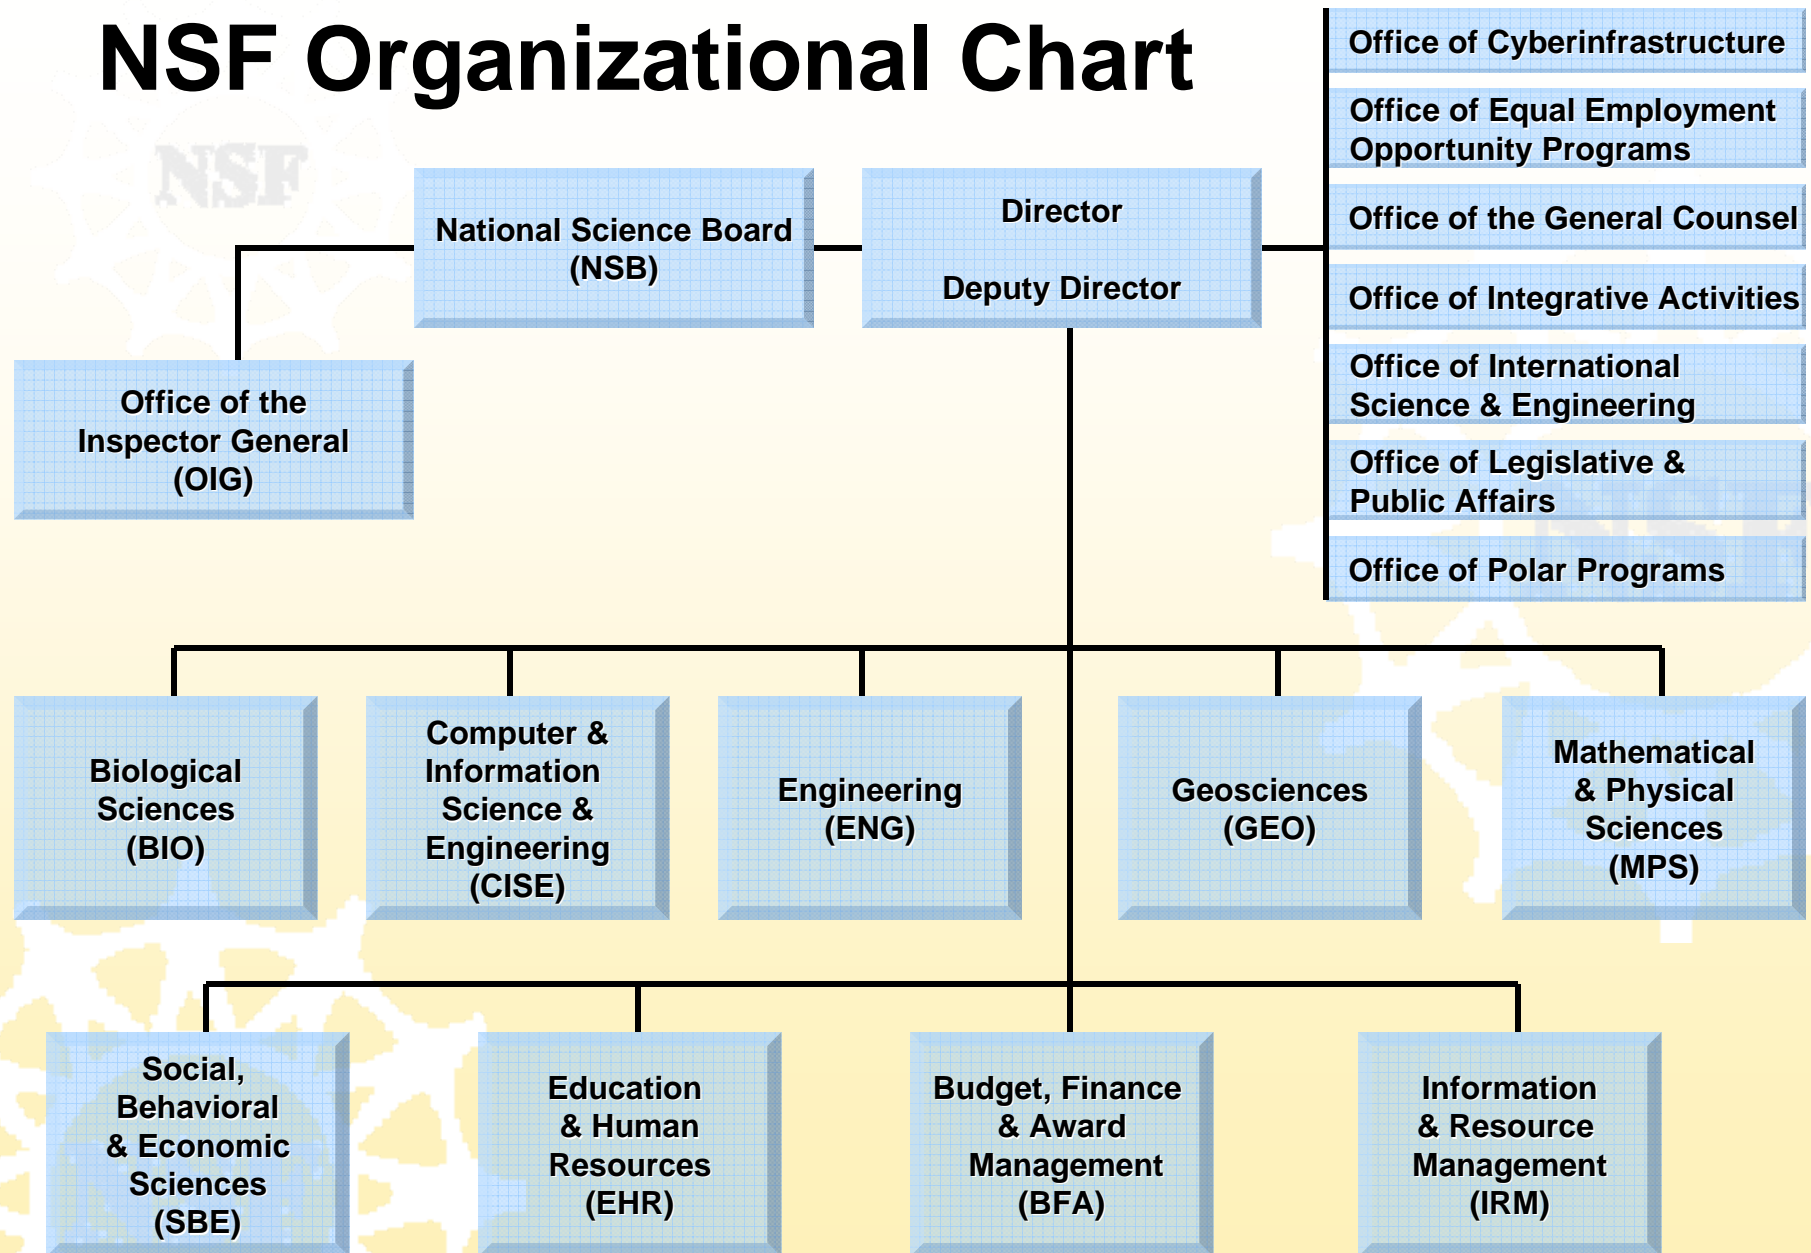 NSF Organizational Chart
NSF
Office of Cyberinfrastructure
Office of Equal Employment
Opportunity Programs
Office of the General Counsel
Office of Integrative Activities
Office of International
Science & Engineering
Office of Legislative &
Public Affairs
Office of Polar Programs
National Science Board
(NSB)
Director
Deputy Director
Office of the
Inspector General
(OIG)
NSF
Biological
Sciences
(BIO)
Computer &
Information
Science &
Engineering
(CISE)
Engineering
(ENG)
Geosciences
(GEO)
Mathematical
& Physical
Sciences
(MPS)
Social,
Behavioral
& Economic
Sciences
(SBE)
Education
& Human
Resources
(EHR)
Budget, Finance
& Award
Management
(BFA)
Information
& Resource
Management
(IRM)